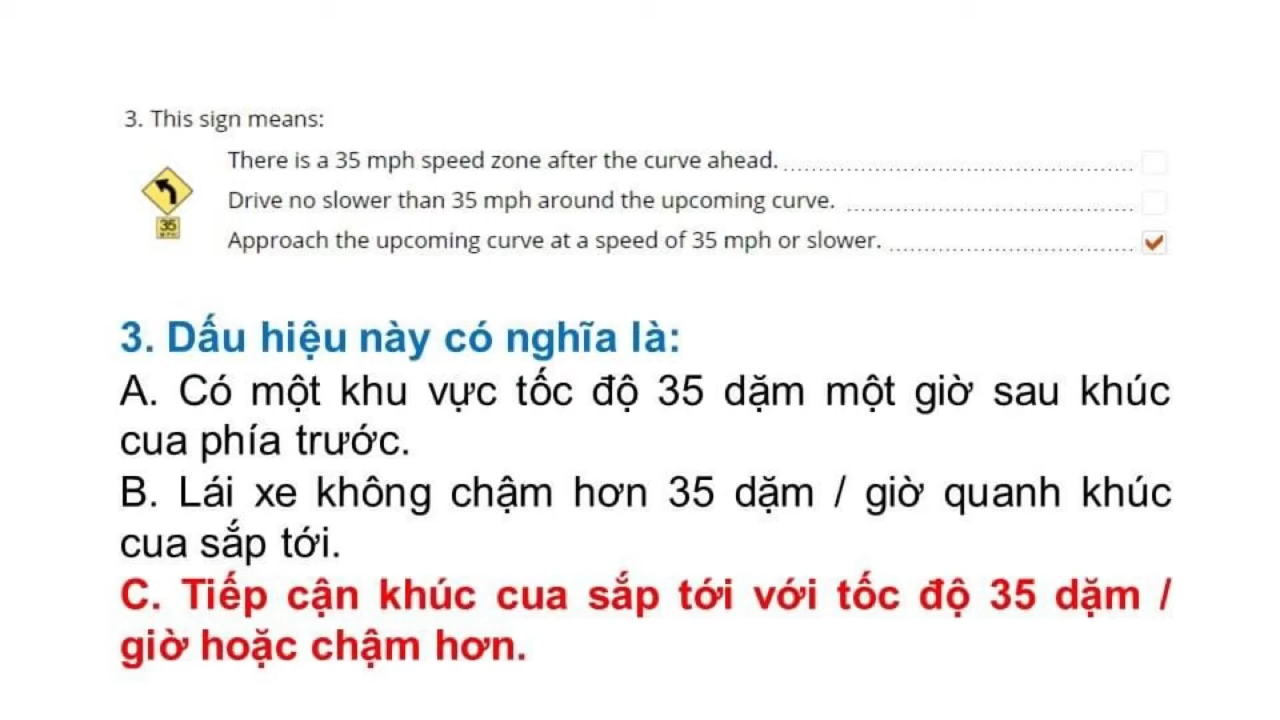 3. This sign means:
There is a 35 mph speed zone after the curve ahead.
Drive no slower than 35 mph around the upcoming curve.
35
MPH
Approach the upcoming curve at a speed of 35 mph or slower.
3. Dấu hiệu này có nghĩa là:
A. Có một khu vực tốc độ 35 dặm một giờ sau khúc
cua phía trước.
B. Lái xe không chậm hơn 35 dặm / giờ quanh khúc
cua sắp tới.
C. Tiếp cận khúc cua sắp tới với tốc độ 35 dặm /
giờ hoặc chậm hơn.